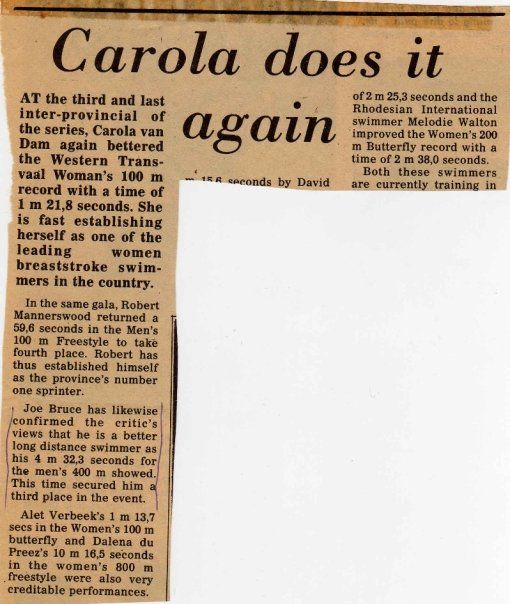 Carola does it
again
AT the third and last
inter-provincial of
the series, Carola van
Dam again bettered
the Western Trans-
vaal Woman's 100 m
record with a time of
1 m 21,8 seconds. She
is fast establishing
herself as one of the
leading women
breaststroke swim-
mers in the country.
In the same gala, Robert
Mannerswood returned a
59,6 seconds in the Men's
100 m Freestyle to take
fourth place. Robert has
thus established himself
as the province's number
one sprinter.
Joe Bruce has likewise
confirmed the critic's
views that he is a better
long distance swimmer as
his 4 m 32,3 seconds for
the men's 400 m showed.
This time secured him a
third place in the event.
Alet Verbeek's 1 m 13,7
secs in the Women's 100 m
butterfly and Dalena du
Preez's 10 m 16,5 seconds
in the women's 800 m
freestyle were also very
creditable performances.
m 15,6 seconds by David
of 2 m 25,3 seconds and the
Rhodesian International
swimmer Melodie Walton
improved the Women's 200
m Butterfly record with a
time of 2 m 38,0 seconds.
Both these swimmers
are currently training in